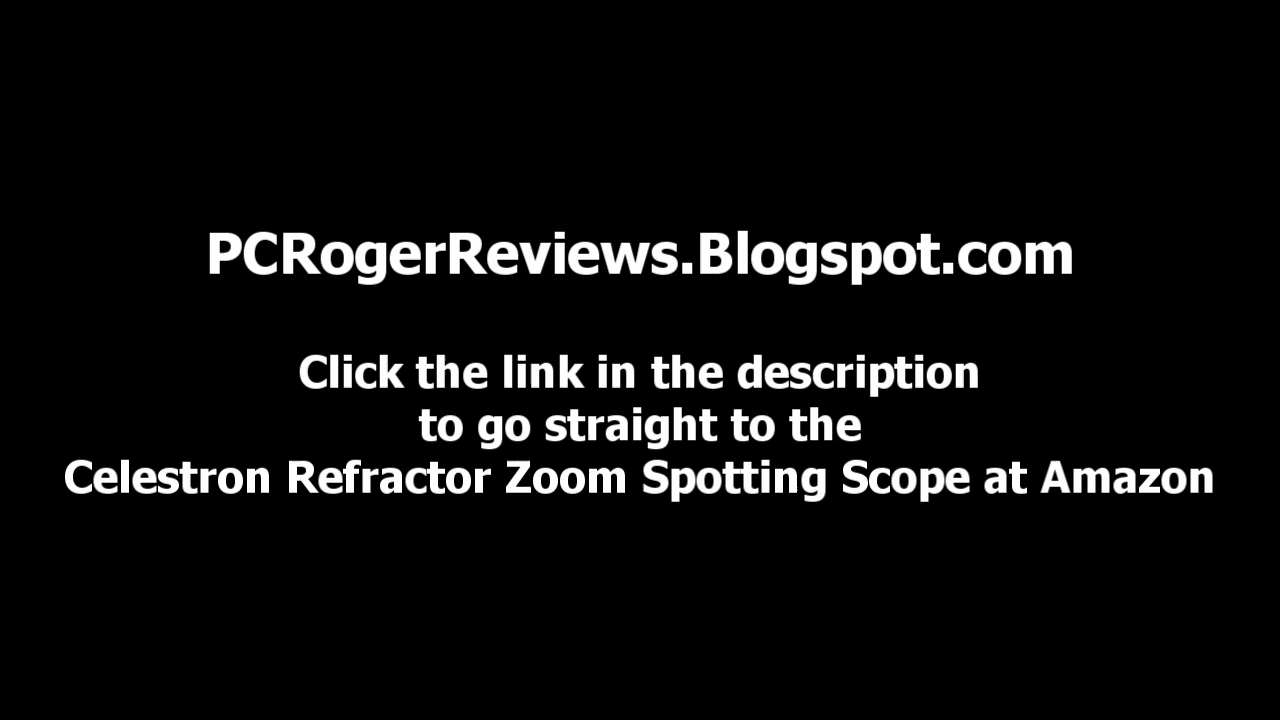 PCRogerReviews.Blogspot.com
Click the link in the description
to go straight to the
Celestron Refractor Zoom Spotting Scope at Amazon